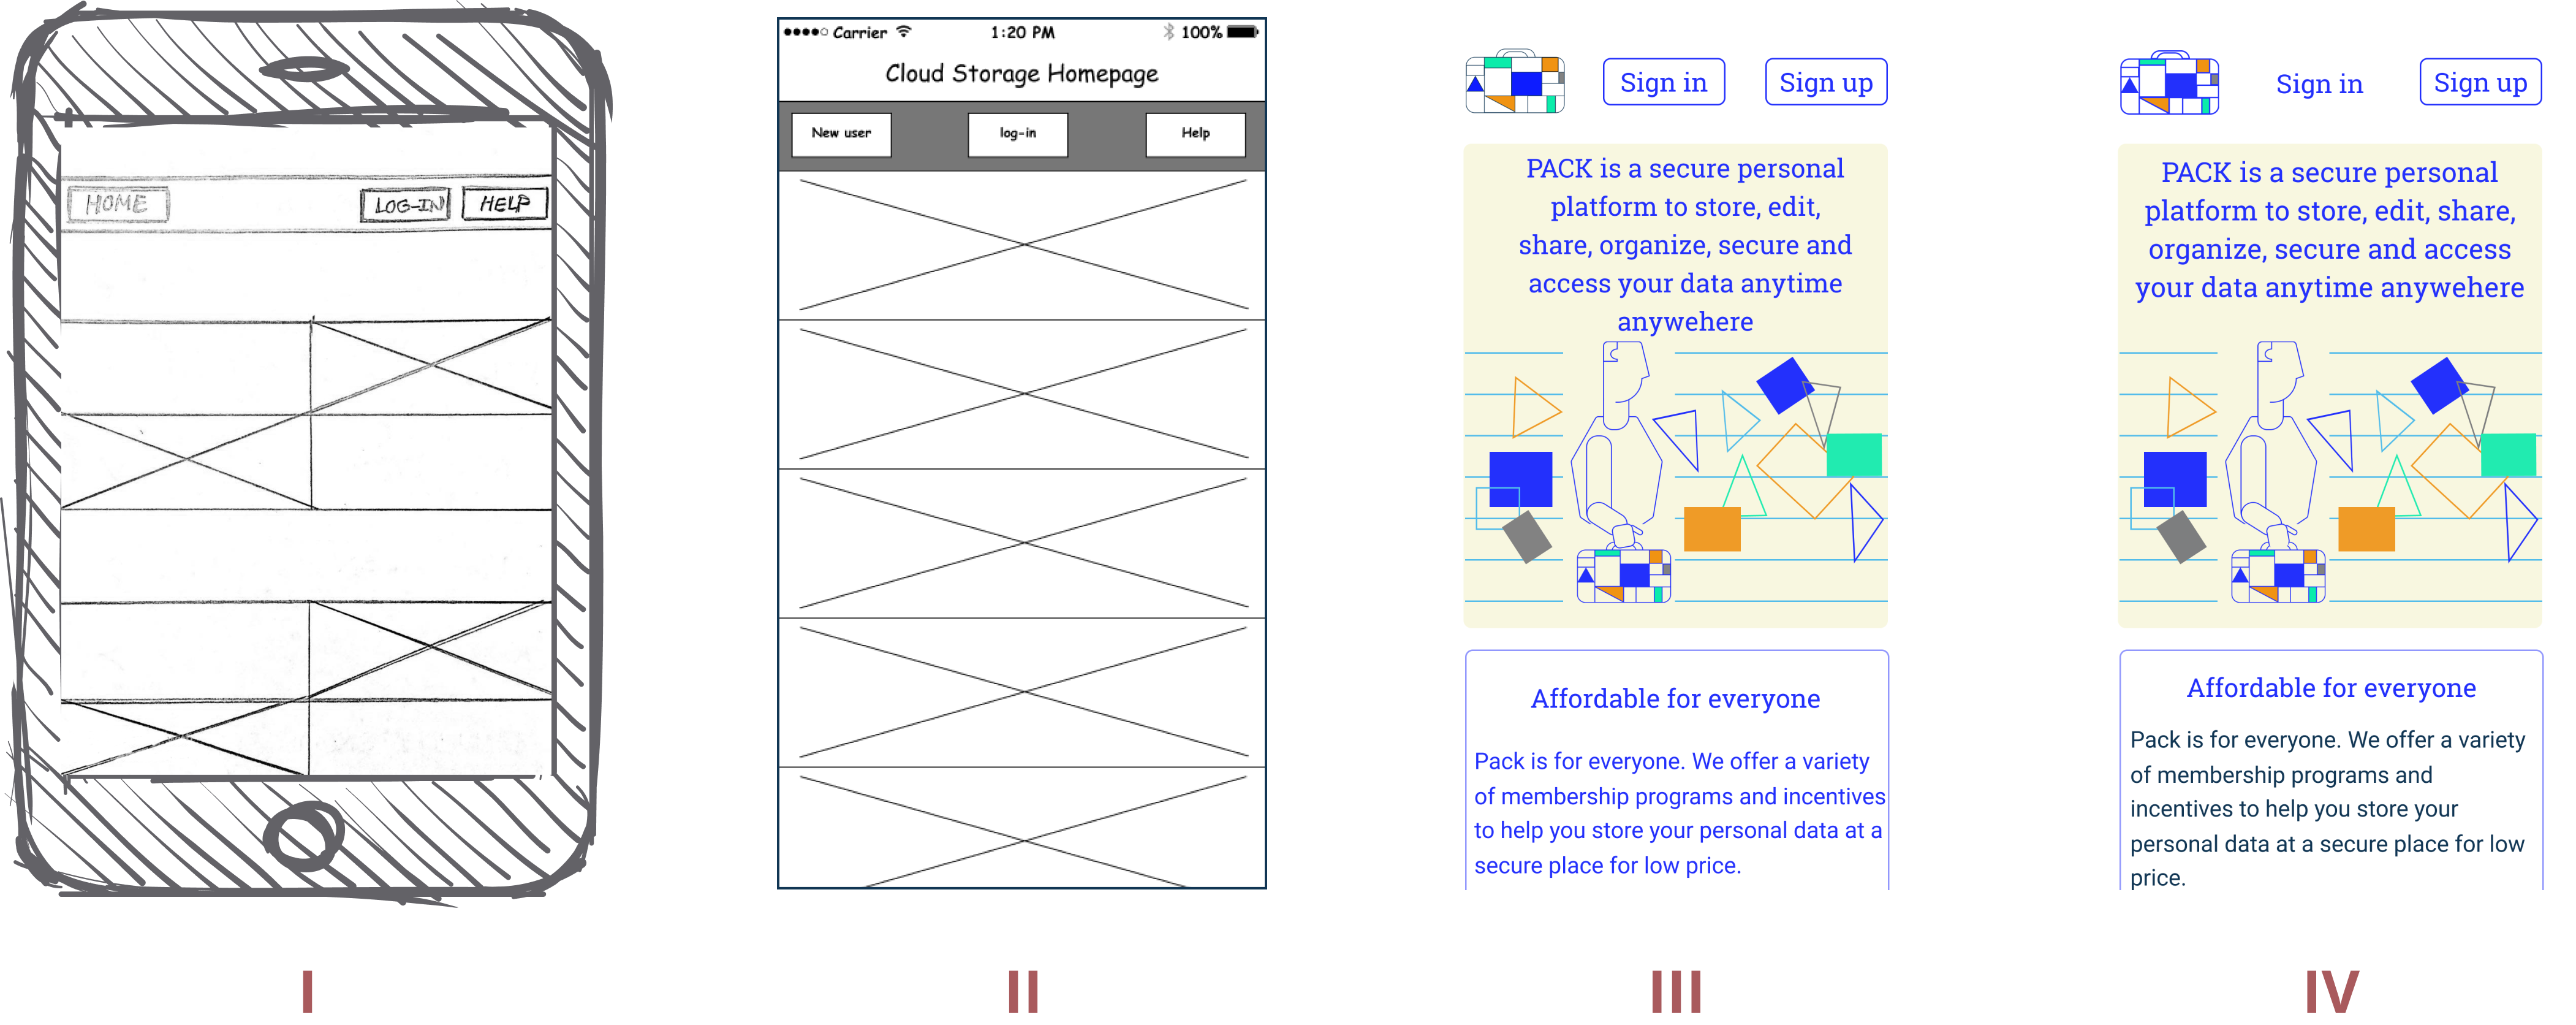 HOME
LOG-IN
HELP
I
Carrier
1:20 PM
100%
Cloud Storage Homepage
New user
log-in
Help
II
Sign in
Sign up
PACK is a secure personal
platform to store, edit,
share, organize, secure and
access your data anytime
anywehere
Affordable for everyone
Pack is for everyone. We offer a variety
of membership programs and incentives
to help you store your personal data at a
secure place for low price.
III
Sign in
Sign up
PACK is a secure personal
platform to store, edit, share,
organize, secure and access
your data anytime anywehere
Affordable for everyone
Pack is for everyone. We offer a variety
of membership programs and
incentives to help you store your
personal data at a secure place for low
price.
IV